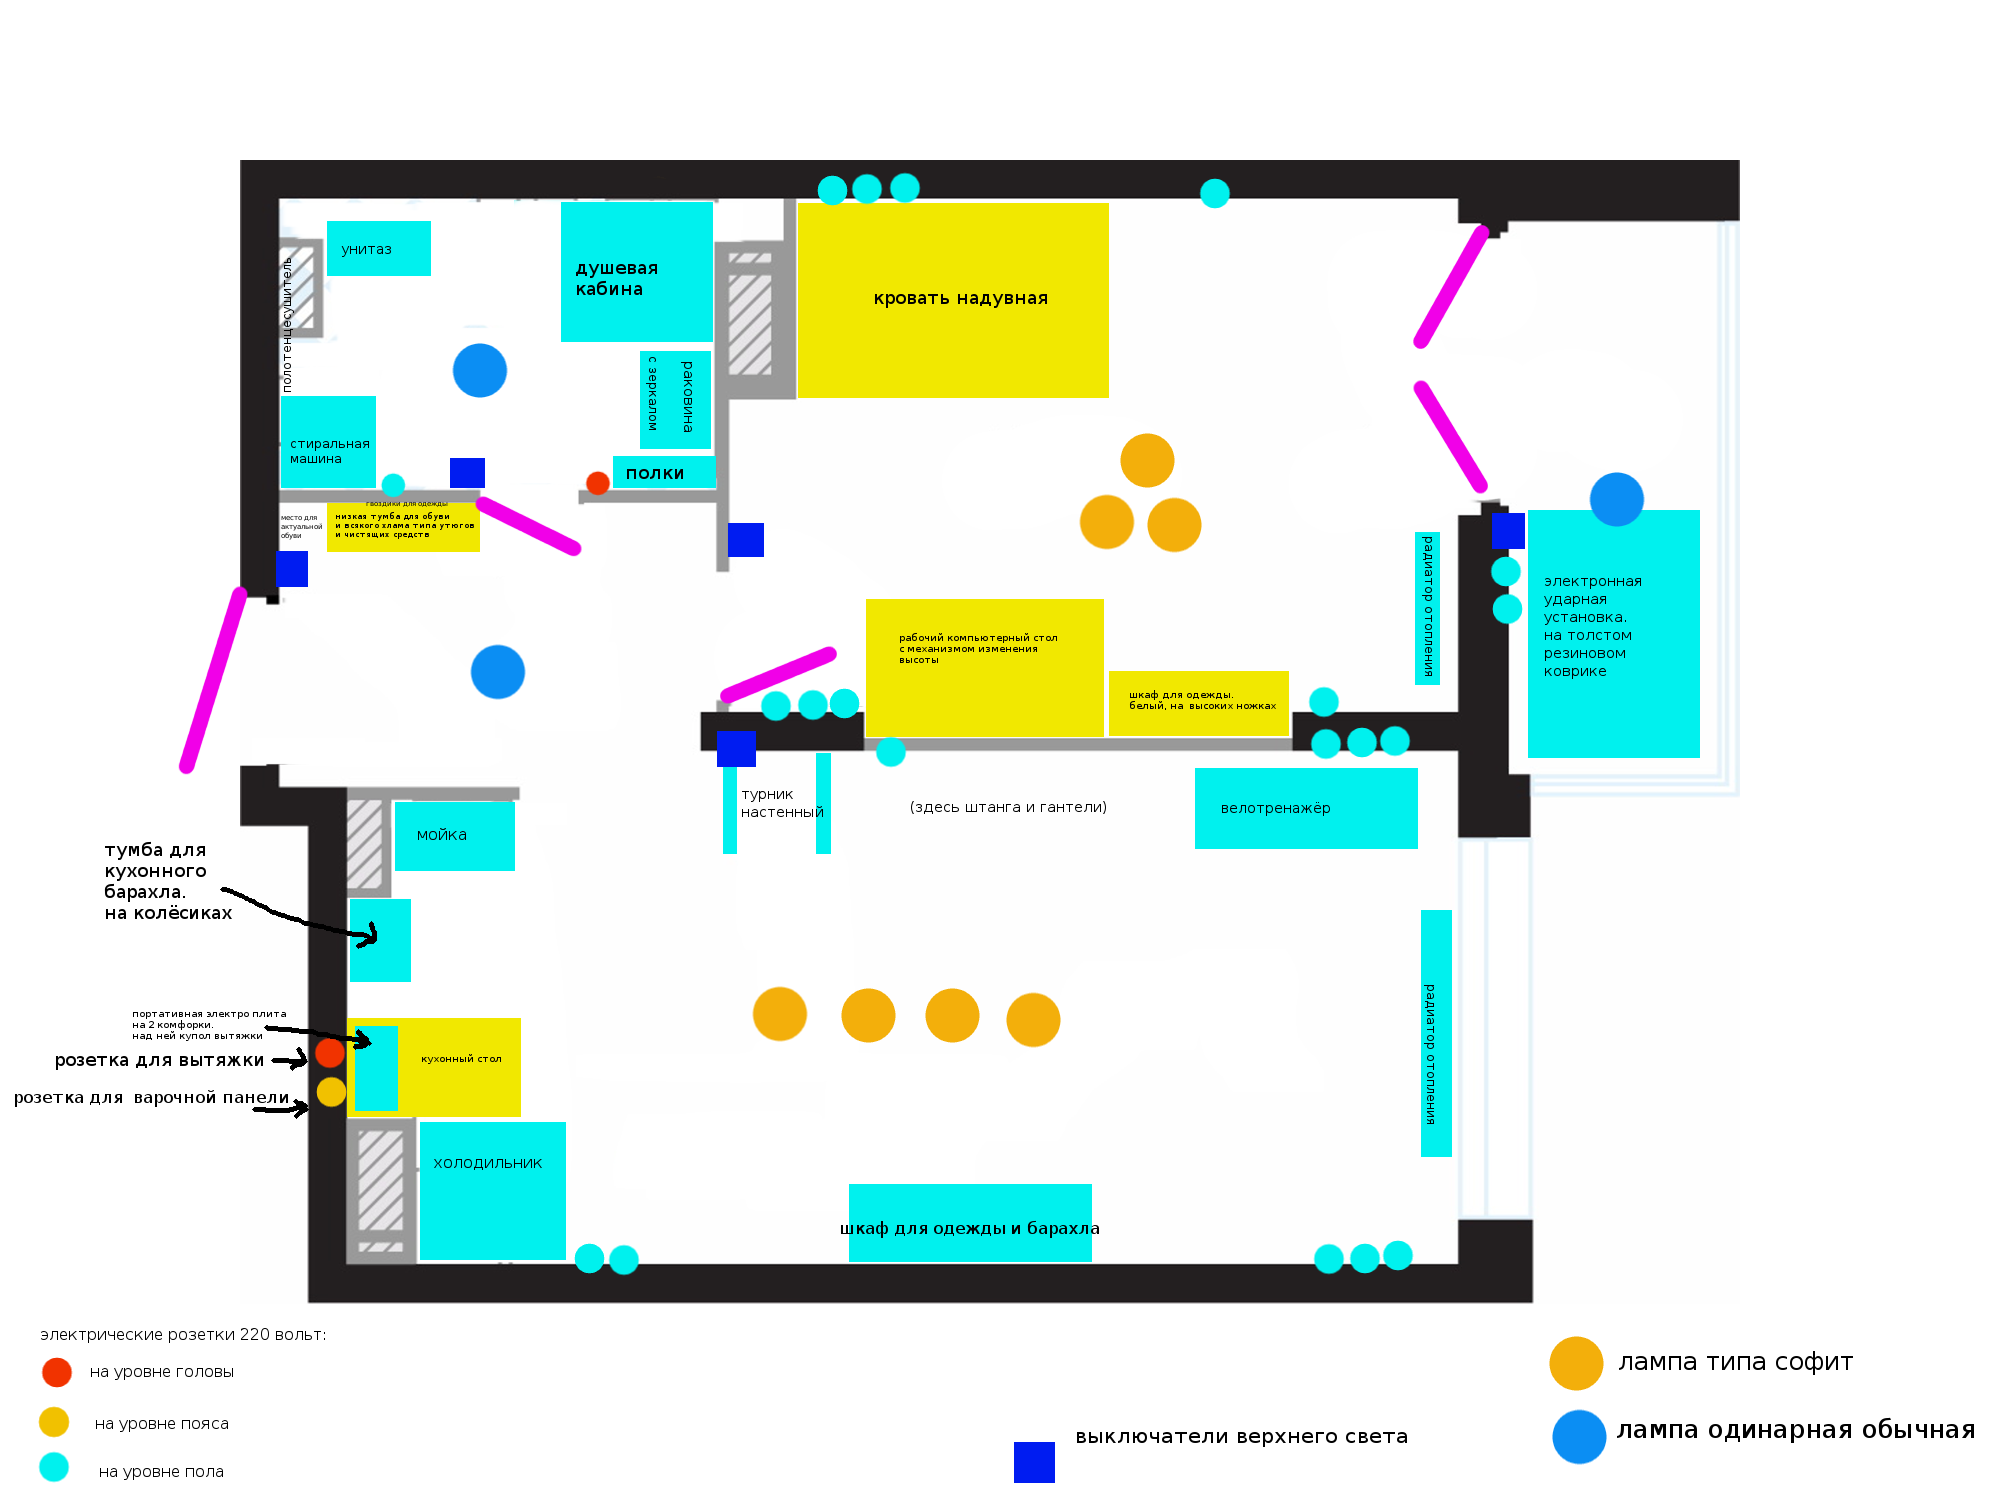 унитаз
полотенцесушитель
душевая
кабина
кровать надувная
раковина
с зеркалом
стиральная
машина
полки
гвоздики для одежды
место для
актуальной
обуви
низкая тумба для обуви
и всякого хлама типа утюгов
и чистящих средств
радиатор отопления
электронная
ударная
установка.
на толстом
резиновом
коврике
рабочий компьютерный стол
с механизмом изменения
высоты
шкаф для одежды.
белый, на высоких ножках
турник
настенный
(здесь штанга и гантели)
велотренажёр
мойка
тумба для
кухонного
барахла.
на колёсиках
портативная электро плита
на 2 комфорки.
над ней купол вытяжки
розетка для вытяжки
розетка для варочной панели
кухонный стол
радиатор отопления
холодильник
шкаф для одежды и барахла
электрические розетки 220 вольт:
на уровне головы
на уровне пояса
на уровне пола
выключатели верхнего света
лампа типа софит
лампа одинарная обычная